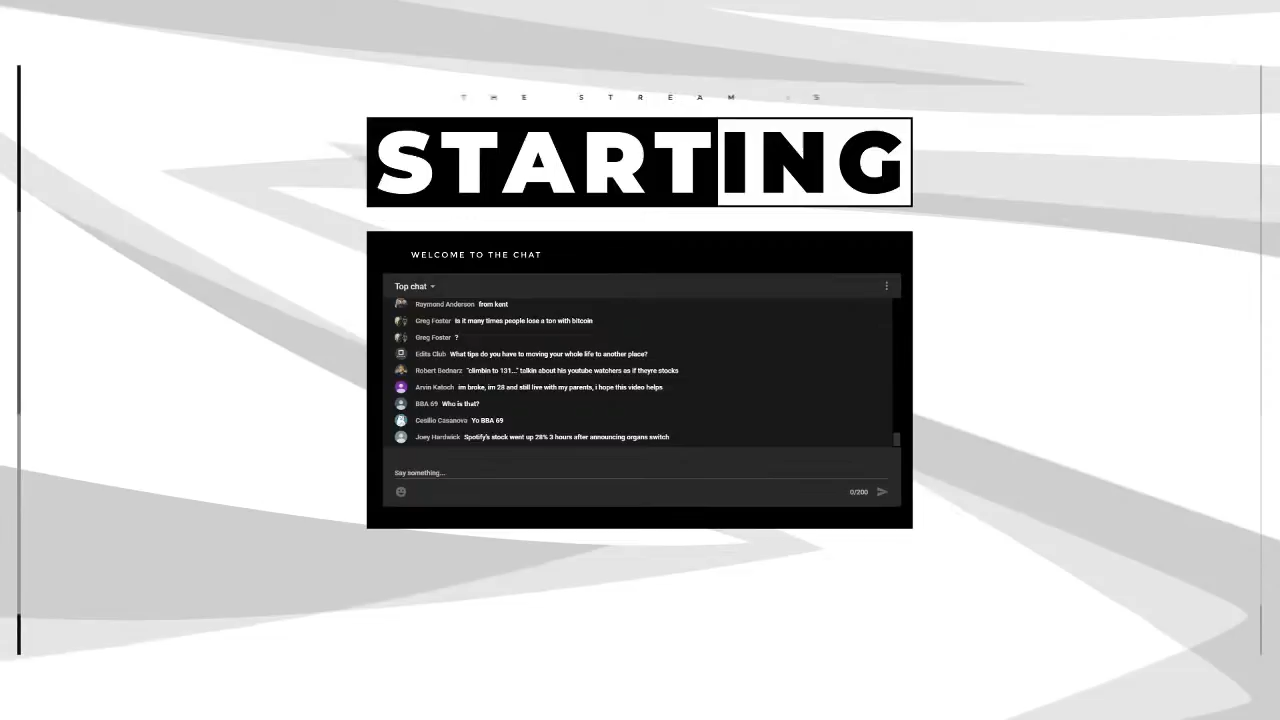 THE STREAM IS
STARTING
WELCOME TO THE CHAT
Top chat
Raymond Anderson from kent
Greg Foster Is it many times people lose a ton with bitcoin
Greg Foster ?
Edits Club What tips do you have to moving your whole life to another place?
Robert Bednarz "climbin to 131..." talkin about his youtube watchers as if theyre stocks
Arvin Katoch im broke, im 28 and still live with my parents, i hope this video helps
BBA 69 Who is that?
Cecilio Casanova Yo BBA 69
Joey Hardwick Spotify's stock went up 28% 3 hours after announcing organs switch
Say something...
0/200